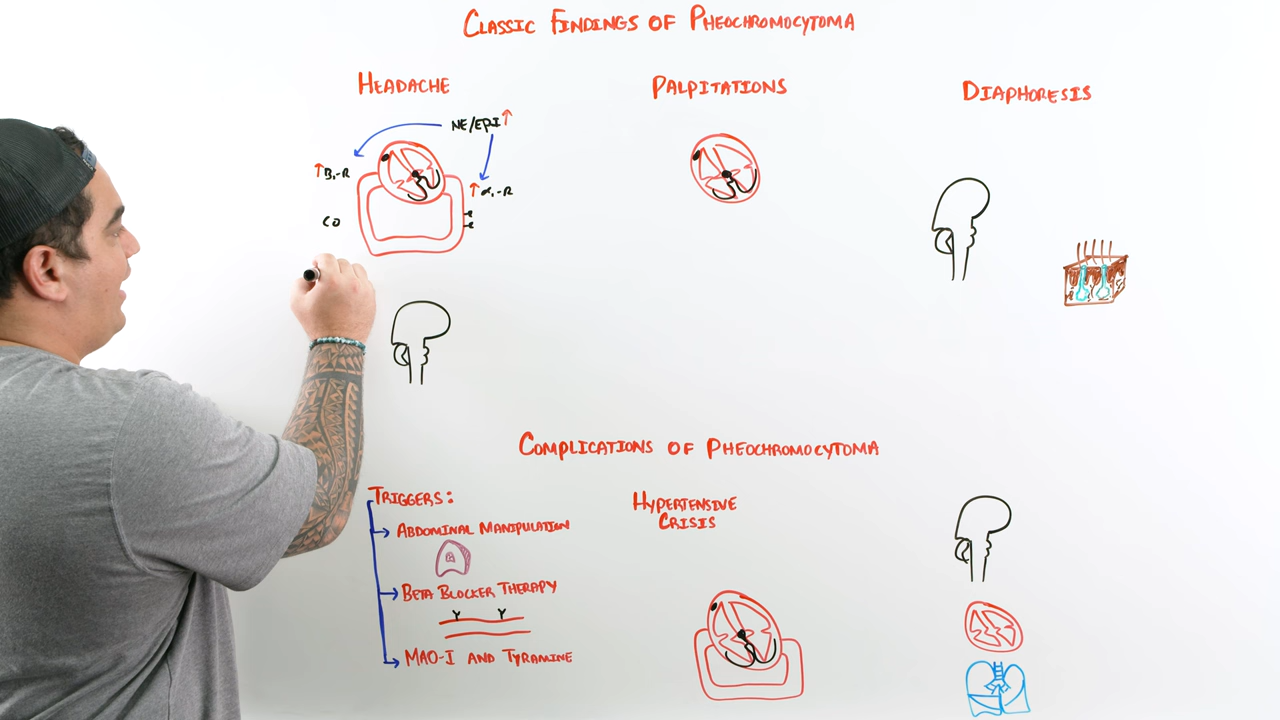 CLASSIC FINDINGS OF PHEOCHROMOCYTOMA
HEADACHE
PALPITATIONS
DIAPHORESIS
NE/EPI↑
↑β₁-R
↑α₁-R
CO
COMPLICATIONS OF PHEOCHROMOCYTOMA
TRIGGERS:
ABDOMINAL MANIPULATION
BETA BLOCKER THERAPY
MAO-I AND TYRAMINE
HYPERTENSIVE
CRISIS